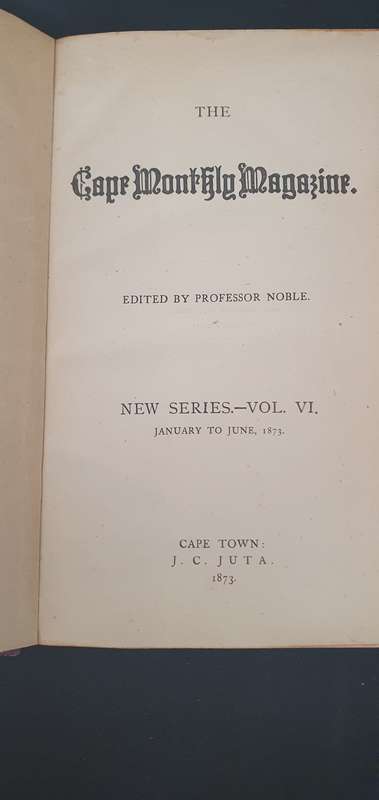 THE
Cape Monthly Magazine.
EDITED BY PROFESSOR NOBLE.
NEW SERIES.—VOL. VI.
JANUARY TO JUNE, 1873.
CAPE TOWN:
J. C. JUTA.
1873.